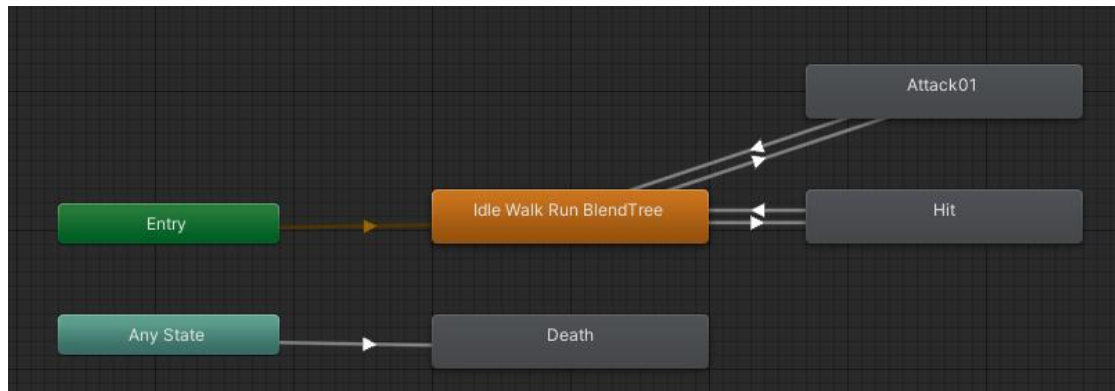 Attack01
Entry
Idle Walk Run BlendTree
Hit
Any State
Death